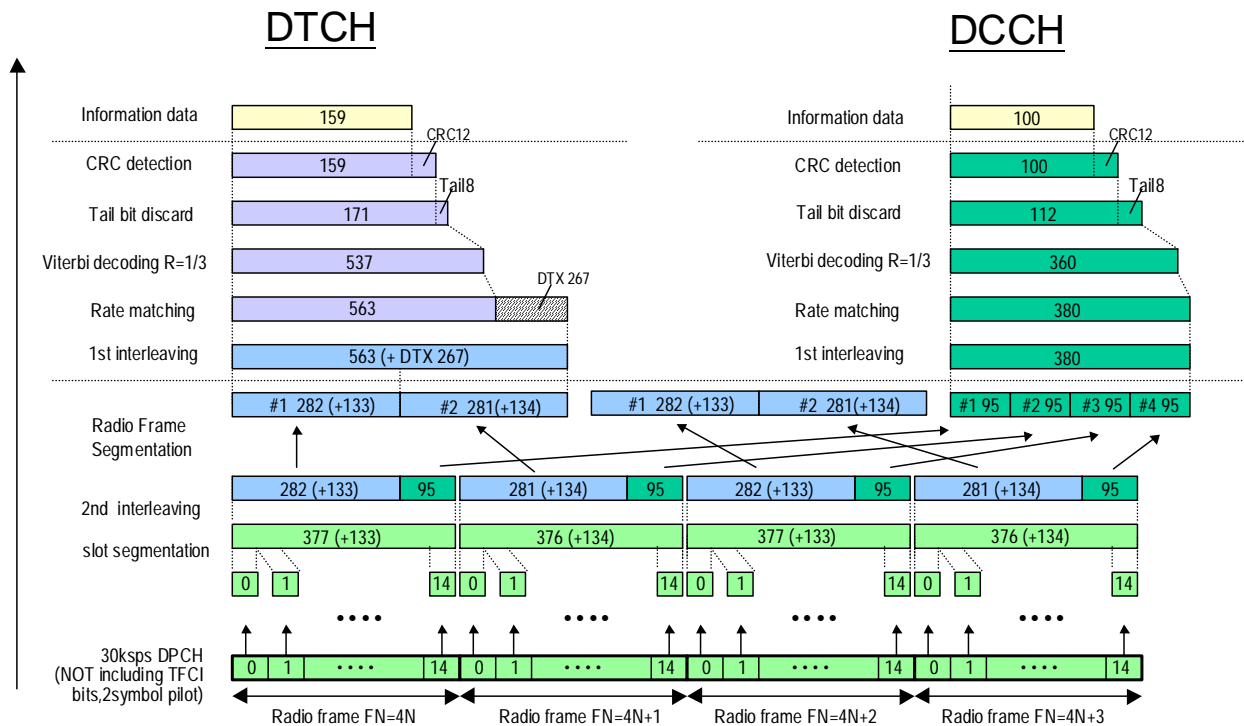 DTCH DCCH
Information data 159 Information data 100
CRC12 CRC12
CRC detection 159 CRC detection 100
Tail8 Tail8
Tail bit discard 171 Tail bit discard 112
Viterbi decoding R=1/3 537 Viterbi decoding R=1/3 360
DTX 267
Rate matching 563 Rate matching 380
1st interleaving 563 (+ DTX 267) 1st interleaving 380
#1 282 (+133) #2 281(+134) #1 282 (+133) #2 281(+134) #1 95 #2 95 #3 95 #4 95
Radio Frame
Segmentation
282 (+133) 95 281 (+134) 95 282 (+133) 95 281 (+134) 95
2nd interleaving
377 (+133) 376 (+134) 377 (+133) 376 (+134)
slot segmentation
0 1 14 0 1 14 0 1 14 0 1 14
•••• •••• •••• ••••
30ksps DPCH
(NOT including TFCI
bits,2symbol pilot)
0 1 •••• 14 0 1 •••• 14 0 1 •••• 14 0 1 •••• 14
Radio frame FN=4N Radio frame FN=4N+1 Radio frame FN=4N+2 Radio frame FN=4N+3